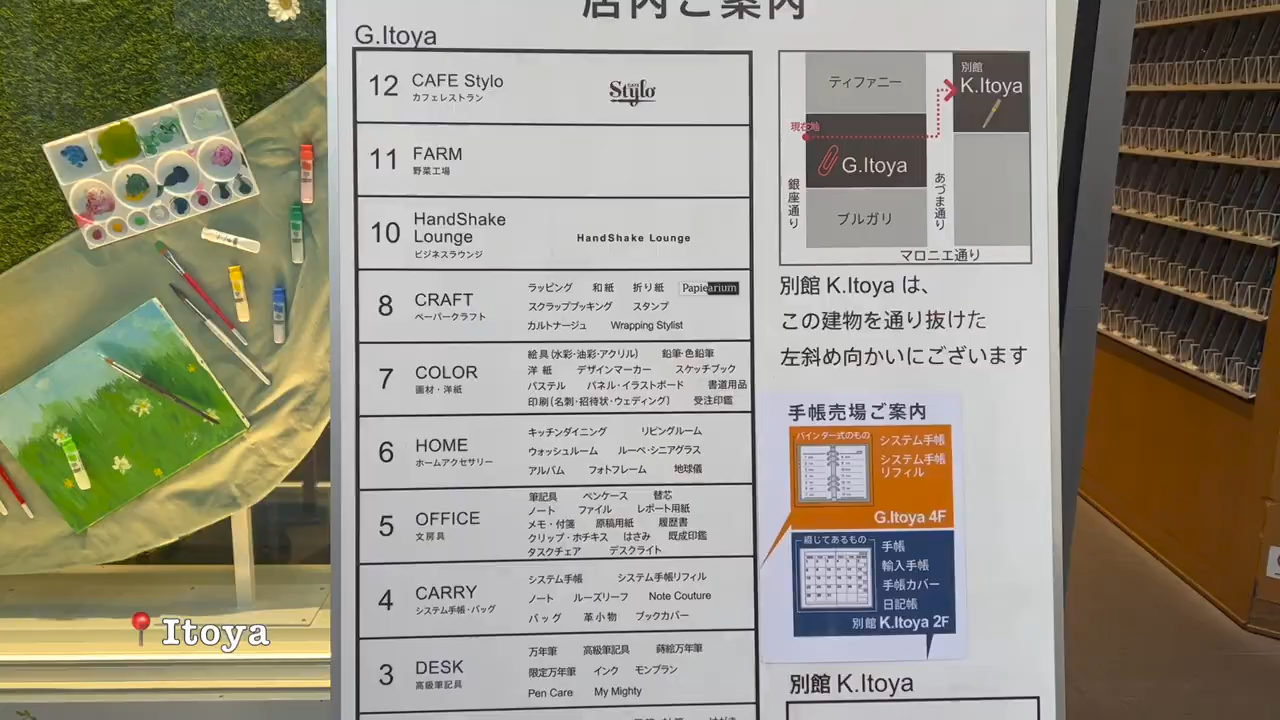 店内ご案内
G.Itoya
12 CAFE Stylo
カフェレストラン
CAFE Stylo
11 FARM
野菜工場
10 HandShake
Lounge
ビジネスラウンジ
HandShake Lounge
8 CRAFT
ペーパークラフト
ラッピング 和紙 折り紙 Papierium
スクラップブッキング スタンプ
カルトナージュ Wrapping Stylist
7 COLOR
画材・洋紙
絵具(水彩・油彩・アクリル) 鉛筆・色鉛筆
洋紙 デザインマーカー スケッチブック
パステル パネル・イラストボード 書道用品
印刷(名刺・招待状・ウェディング) 受注印鑑
6 HOME
ホームアクセサリー
キッチンダイニング リビングルーム
ウォッシュルーム ルーペ・シニアグラス
アルバム フォトフレーム 地球儀
5 OFFICE
文房具
筆記具 ペンケース 替芯
ノート ファイル レポート用紙
メモ・付箋 原稿用紙 履歴書
クリップ・ホチキス はさみ 既成印鑑
タスクチェア デスクライト
4 CARRY
システム手帳・バッグ
システム手帳 システム手帳リフィル
ノート ルーズリーフ Note Couture
バッグ 革小物 ブックカバー
3 DESK
高級筆記具
万年筆 高級筆記具 蒔絵万年筆
限定万年筆 インク モンブラン
Pen Care My Mighty
ティファニー
別館
K.Itoya
現在地
G.Itoya
銀座通り
あづま通り
ブルガリ
マロニエ通り
別館 K.Itoya は、
この建物を通り抜けた
左斜め向かいにございます
手帳売場ご案内
バインダー式のもの
システム手帳
システム手帳
リフィル
G.Itoya 4F
綴じてあるもの
手帳
輸入手帳
手帳カバー
日記帳
別館 K.Itoya 2F
別館 K.Itoya
Itoya